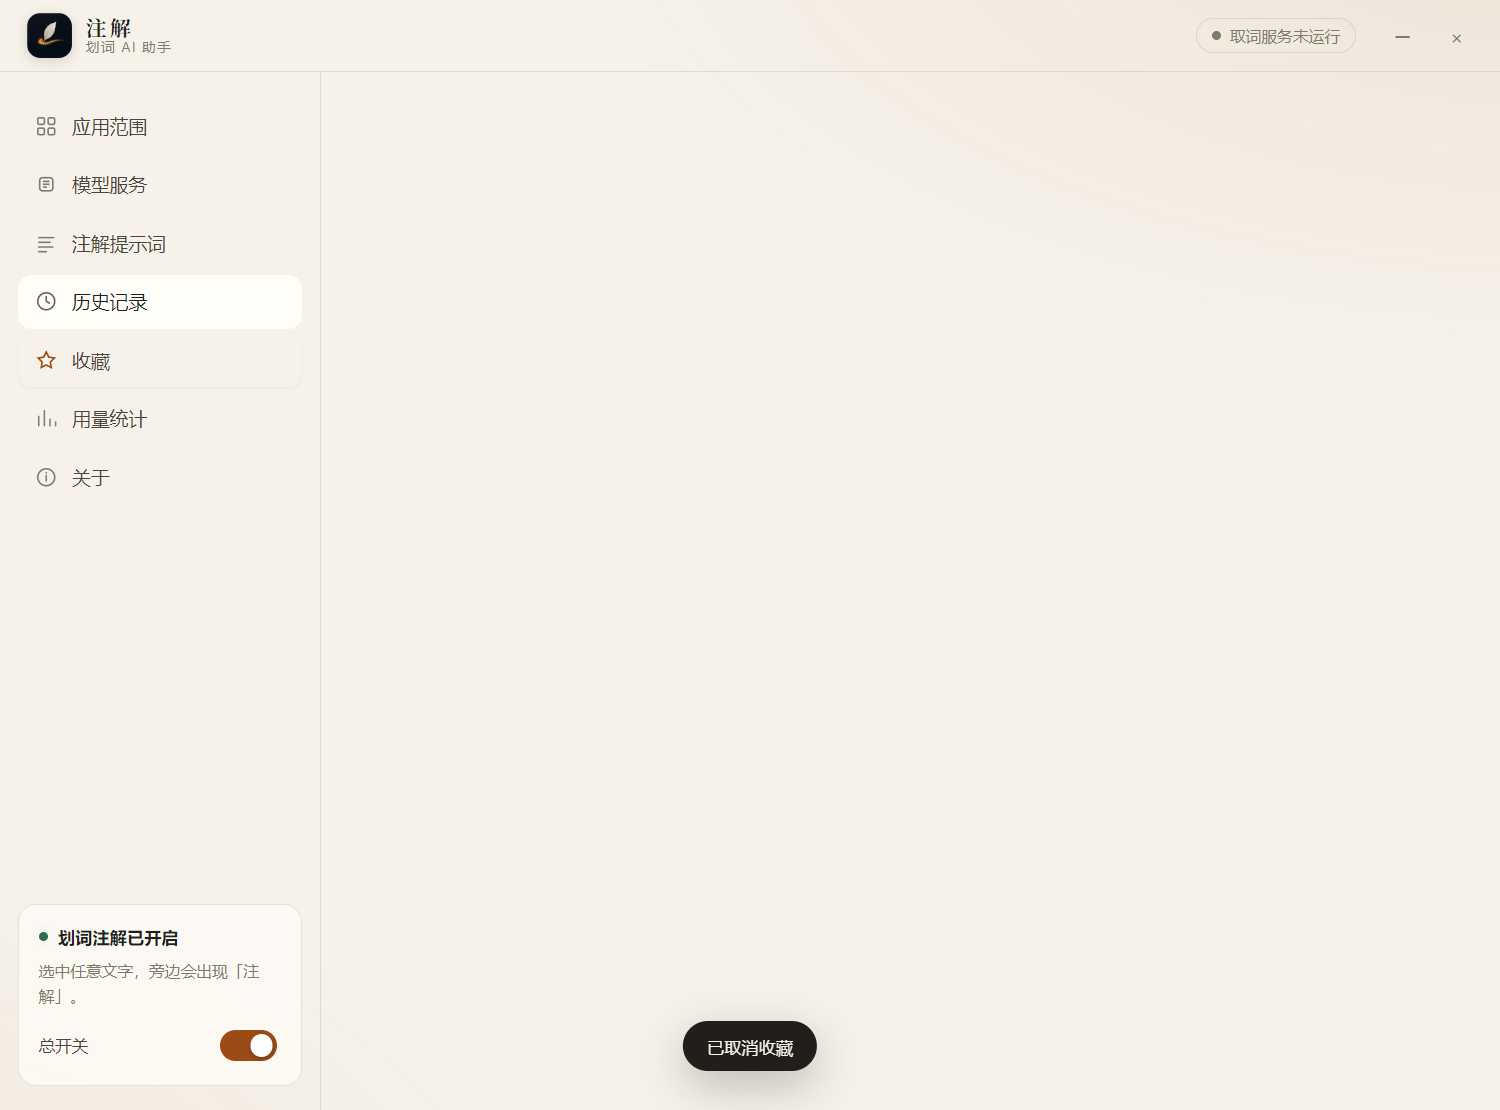 注解
划词 AI 助手
取词服务未运行
应用范围
模型服务
注解提示词
历史记录
收藏
用量统计
关于
划词注解已开启
选中任意文字，旁边会出现「注
解」。
总开关
已取消收藏